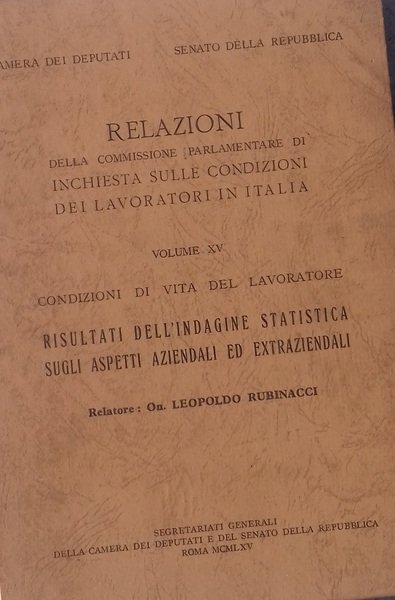 CAMERA DEI DEPUTATI SENATO DELLA REPUBBLICA
RELAZIONI
DELLA COMMISSIONE PARLAMENTARE DI
INCHIESTA SULLE CONDIZIONI
DEI LAVORATORI IN ITALIA
VOLUME XV
CONDIZIONI DI VITA DEL LAVORATORE
RISULTATI DELL'INDAGINE STATISTICA
SUGLI ASPETTI AZIENDALI ED EXTRAZIENDALI
Relatore: On. LEOPOLDO RUBINACCI
SEGRETARIATI GENERALI
DELLA CAMERA DEI DEPUTATI E DEL SENATO DELLA REPUBBLICA
ROMA MCMLXV